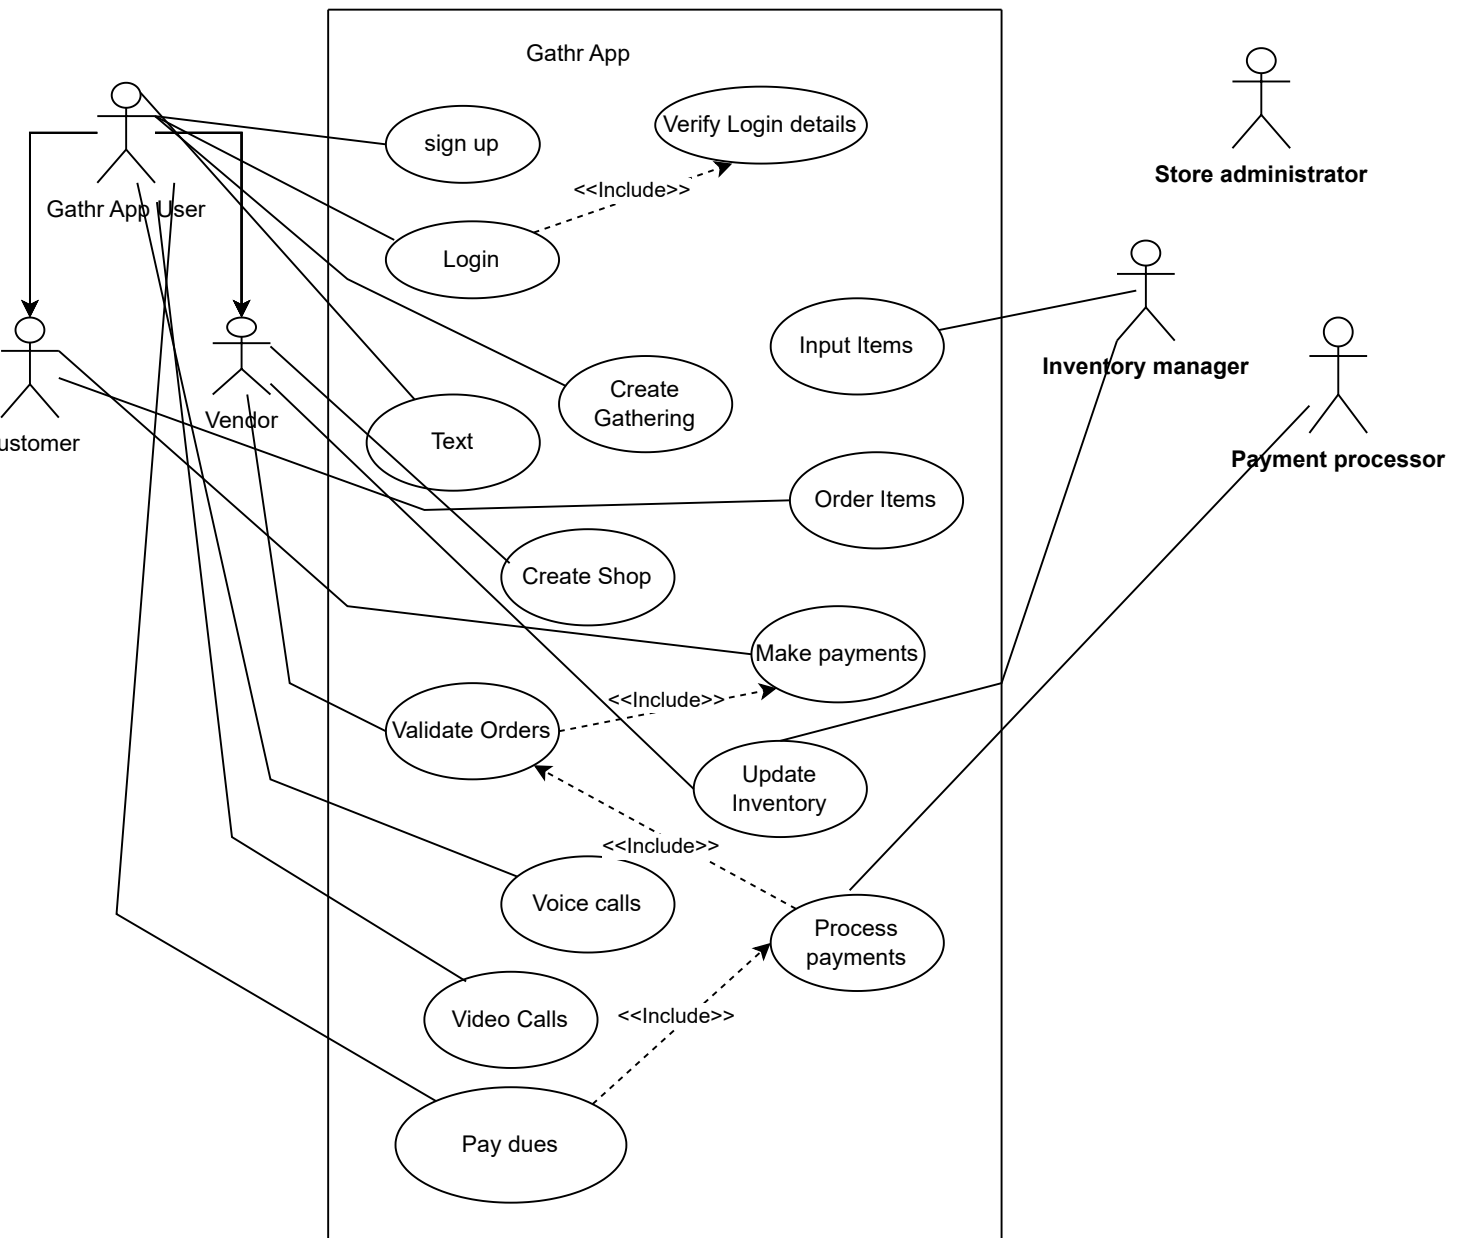 Gathr App
sign up
Verify Login details
<<Include>>
Login
Gathr App User
Store administrator
Input Items
Inventory manager
Create
Gathering
Vendor
ustomer
Text
Payment processor
Order Items
Create Shop
Make payments
<<Include>>
Validate Orders
Update
Inventory
<<Include>>
Voice calls
Process
payments
<<Include>>
Video Calls
Pay dues